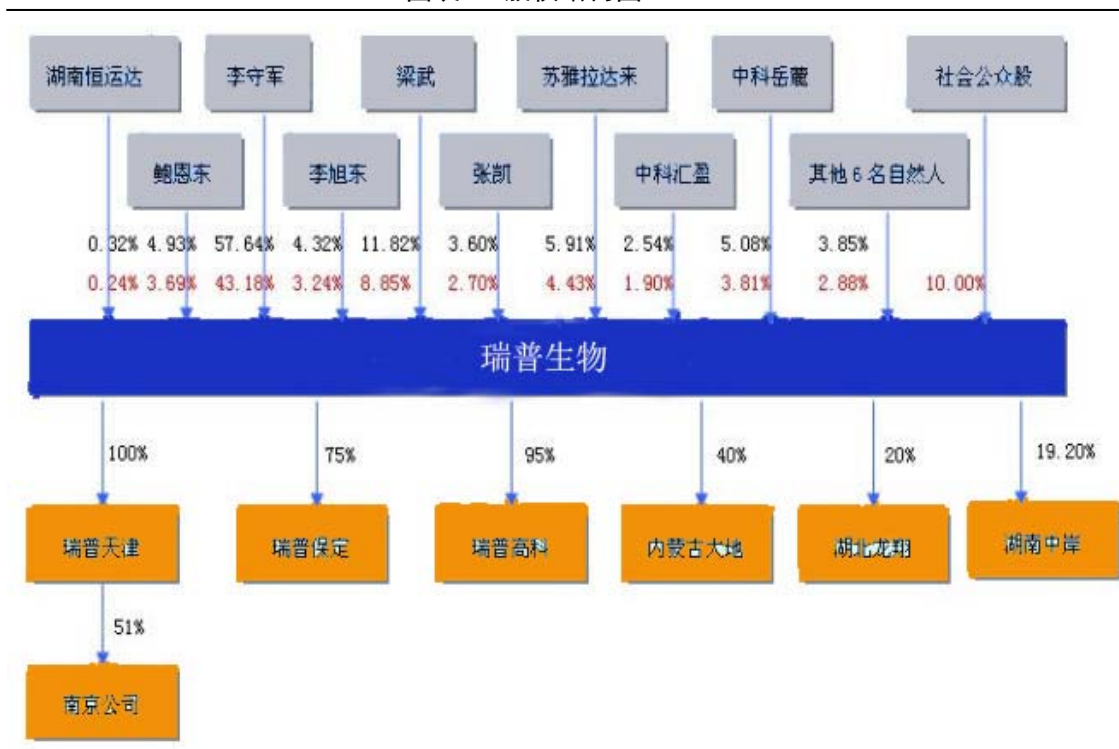 湖南恒运达 李守军 梁武 苏雅拉达来 中科岳麓 社会公众股
鲍恩东 李旭东 张凯 中科汇盈 其他6名自然人
0.32% 4.93% 57.64% 4.32% 11.82% 3.60% 5.91% 2.54% 5.08% 3.85%
0.24% 3.69% 43.18% 3.24% 8.85% 2.70% 4.43% 1.90% 3.81% 2.88% 10.00%
瑞普生物
100% 75% 95% 40% 20% 19.20%
瑞普天津 瑞普保定 瑞普高科 内蒙古大地 湖北龙翔 湖南中岸
51%
南京公司